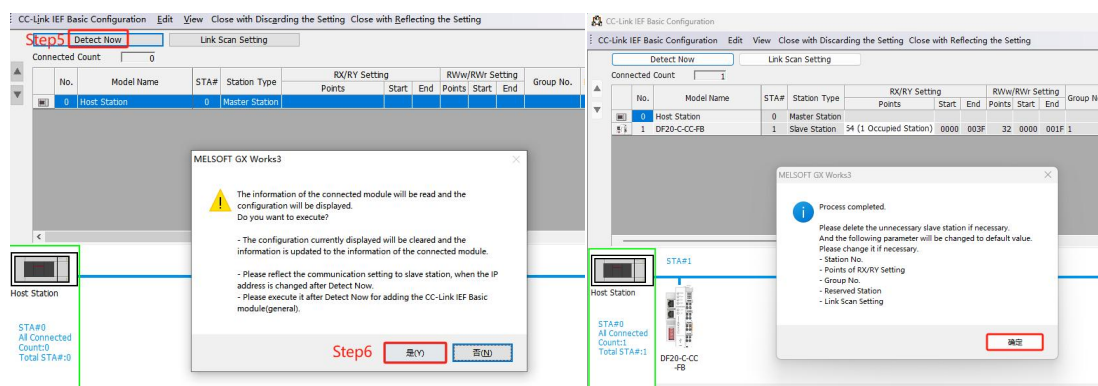 CC-Link IEF Basic Configuration Edit View Close with Discarding the Setting Close with Reflecting the Setting
Step5 Detect Now Link Scan Setting
Connected Count 0
No. Model Name STA# Station Type RX/RY Setting RWw/RWr Setting Group No.
Points Start End Points Start End
0 Host Station 0 Master Station
MELSOFT GX Works3
The information of the connected module will be read and the
configuration will be displayed.
Do you want to execute?
- The configuration currently displayed will be cleared and the
information is updated to the information of the connected module.
- Please reflect the communication setting to slave station, when the IP
address is changed after Detect Now.
- Please execute it after Detect Now for adding the CC-Link IEF Basic
module(general).
Step6 是(Y) 否(N)
Host Station
STA#0
All Connected
Count:0
Total STA#:0
CC-Link IEF Basic Configuration
CC-Link IEF Basic Configuration Edit View Close with Discarding the Setting Close with Reflecting the Setting
Detect Now Link Scan Setting
Connected Count 1
No. Model Name STA# Station Type RX/RY Setting RWw/RWr Setting Group N
Points Start End Points Start End
0 Host Station 0 Master Station
1 DF20-C-CC-FB 1 Slave Station 54 (1 Occupied Station) 0000 003F 32 0000 001F 1
MELSOFT GX Works3
Process completed.
Please delete the unnecessary slave station if necessary.
And the following parameter will be changed to default value.
Please change it if necessary.
- Station No.
- Points of RX/RY Setting
- Group No.
- Reserved Station
- Link Scan Setting
确定
STA#1
Host Station
STA#0
All Connected
Count:1
Total STA#:1
DF20-C-CC
-FB